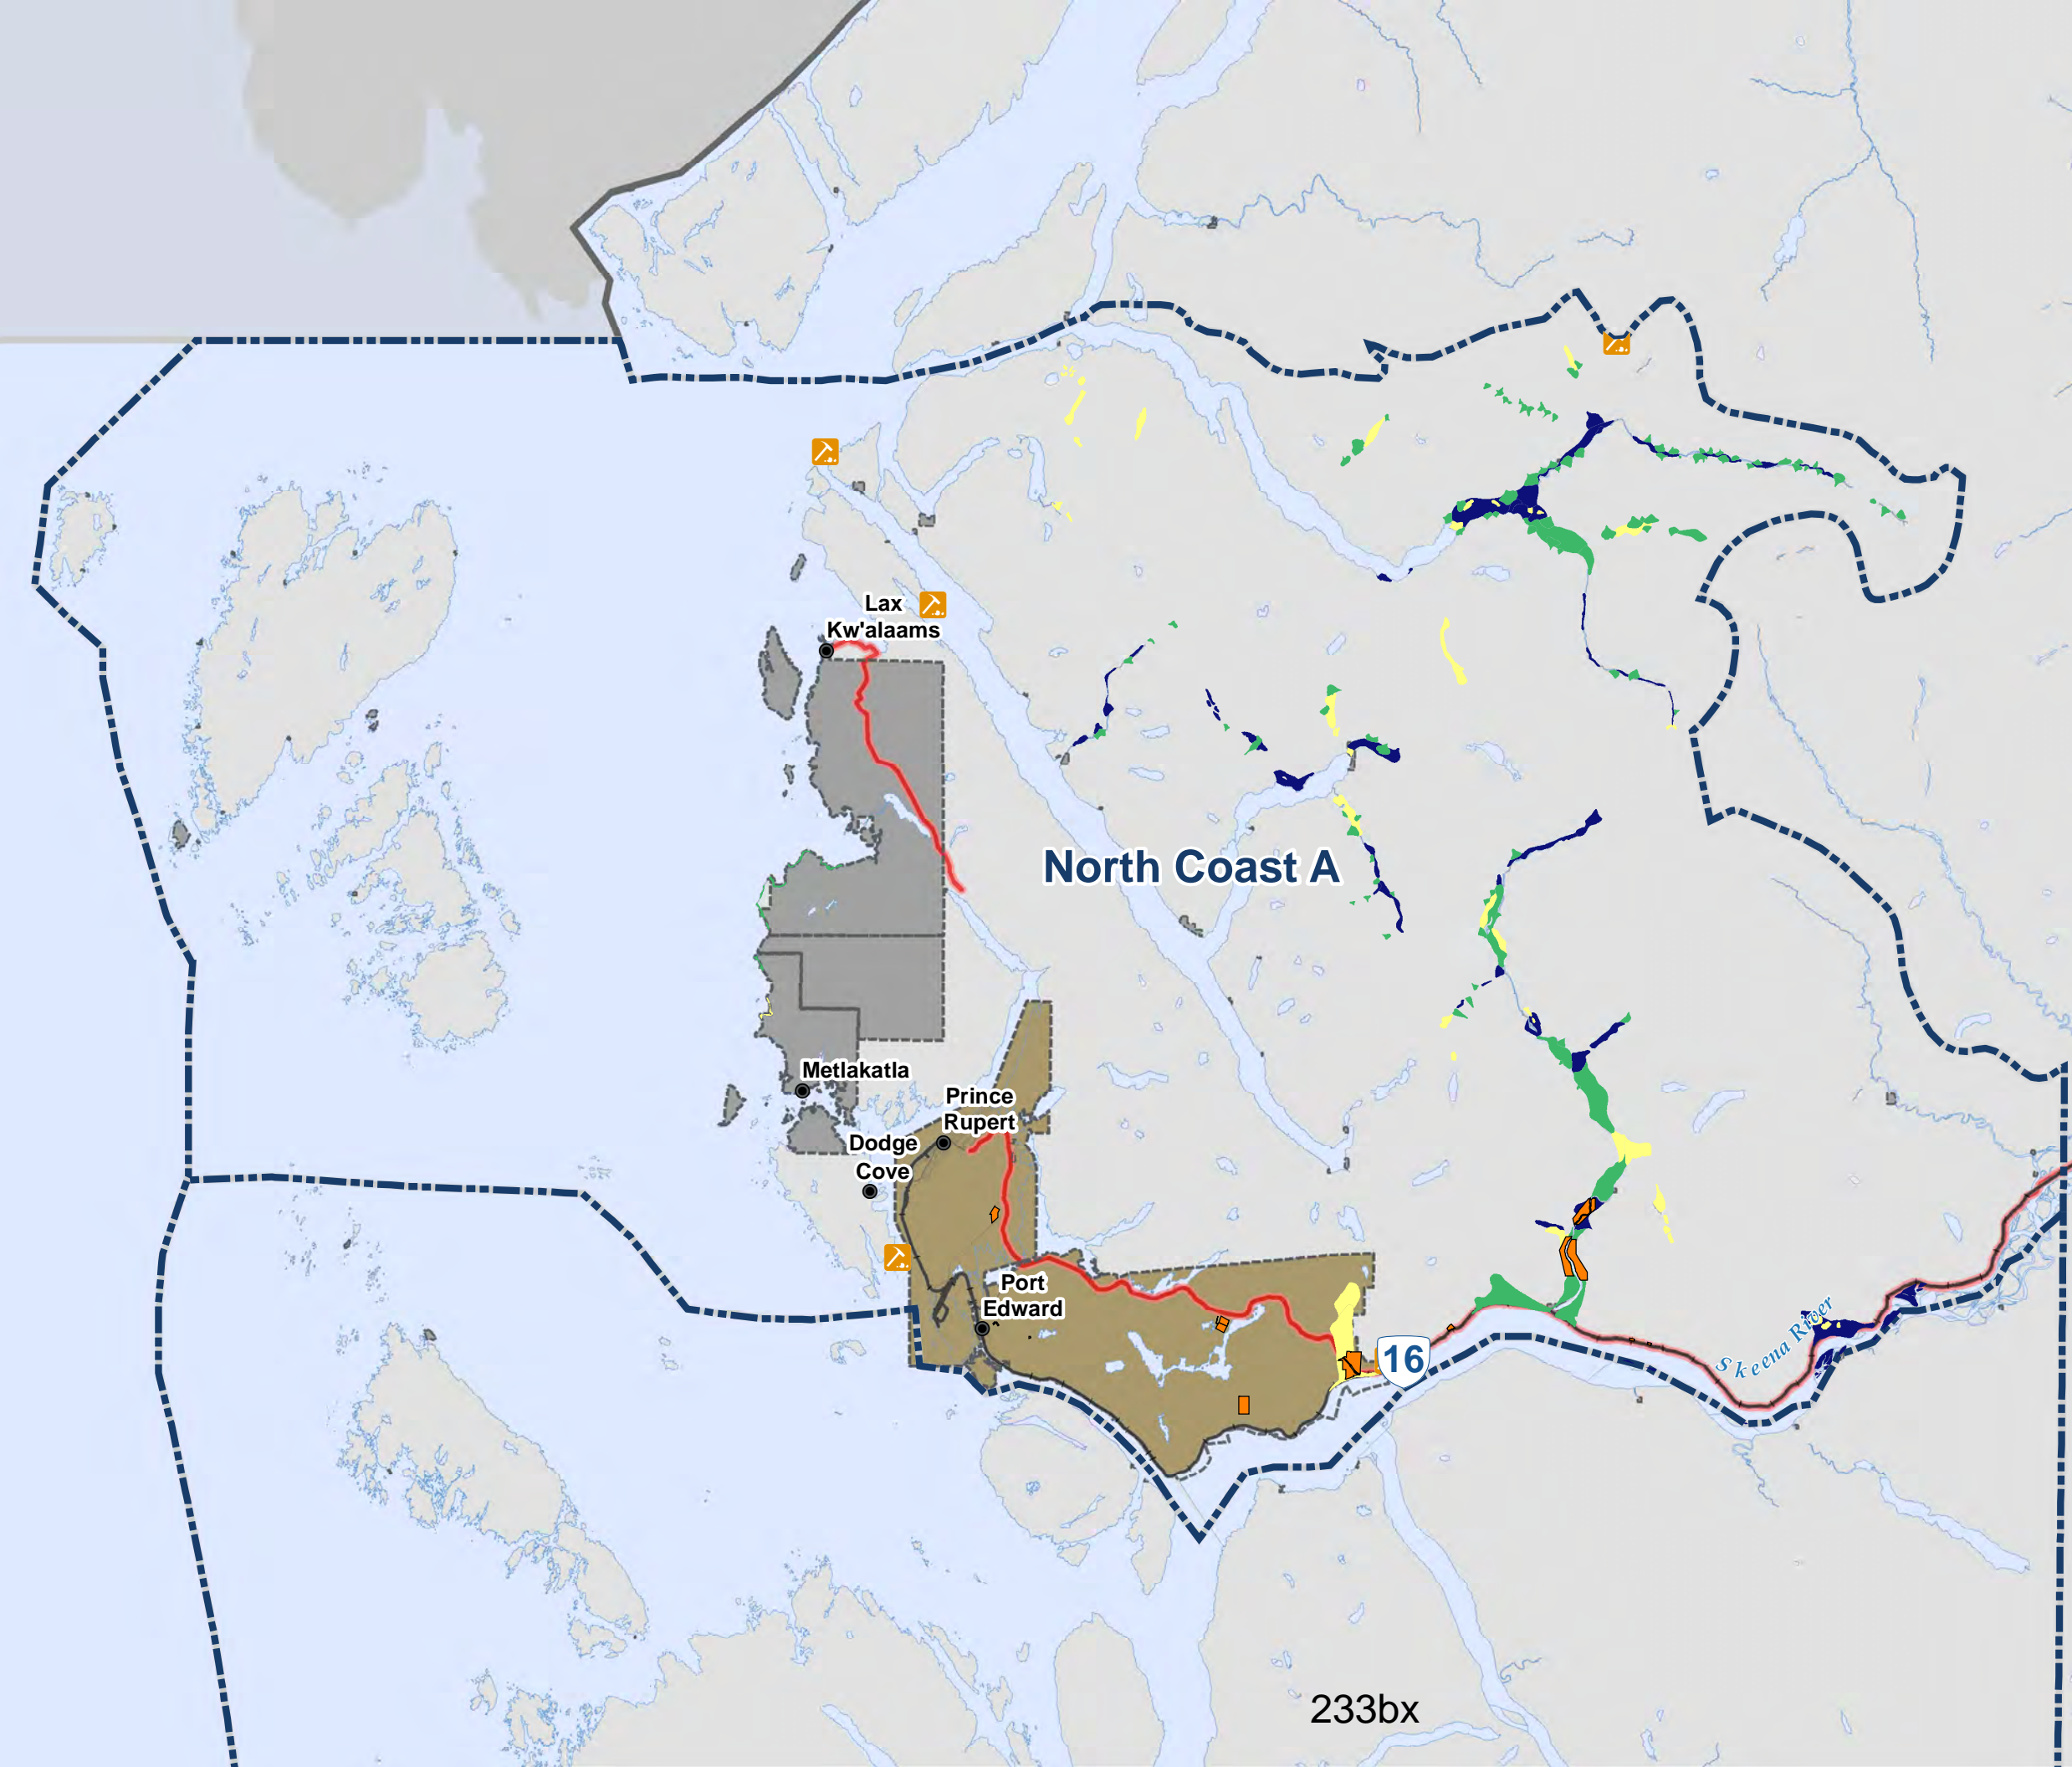 Lax
Kw'alaams
North Coast A
Metlakatla
Prince
Rupert
Dodge
Cove
Port
Edward
16
Skeena River
233bx